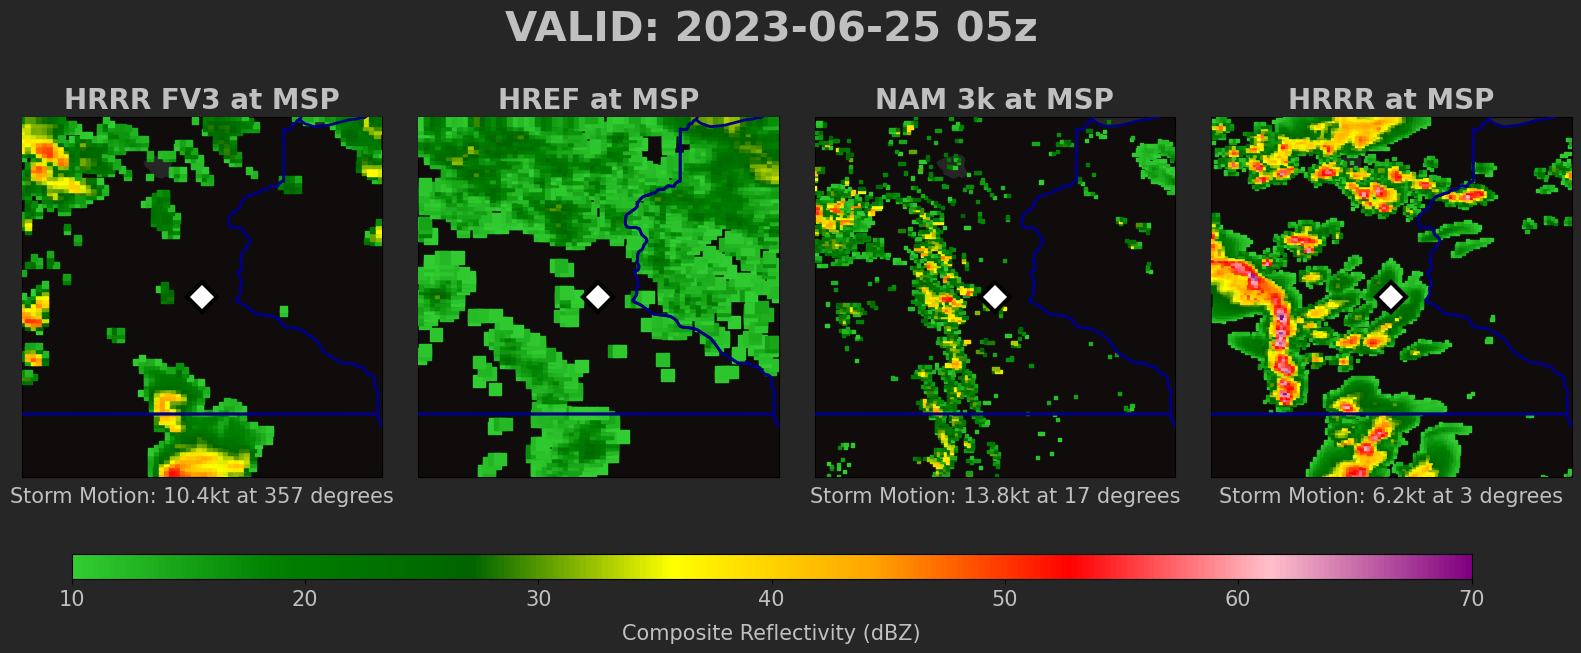 VALID: 2023-06-25 05z
HRRR FV3 at MSP
HREF at MSP
NAM 3k at MSP
HRRR at MSP
Storm Motion: 10.4kt at 357 degrees
Storm Motion: 13.8kt at 17 degrees
Storm Motion: 6.2kt at 3 degrees
10 20 30 40 50 60 70
Composite Reflectivity (dBZ)